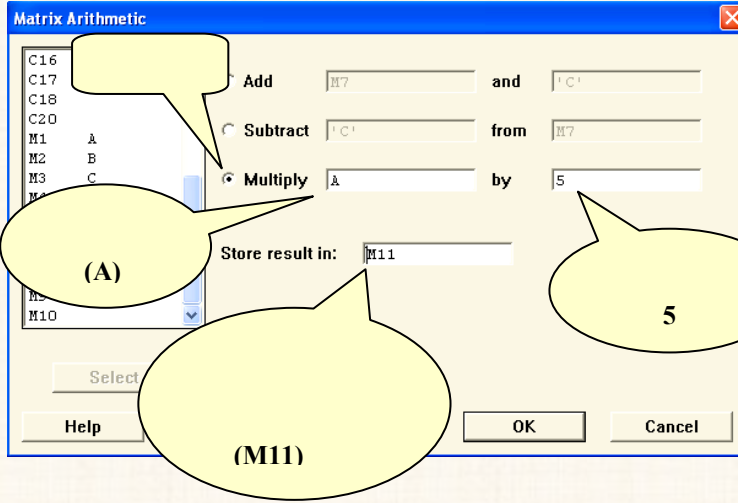 Matrix Arithmetic
C16
C17
C18
C20
M1 A
M2 B
M3 C
M10
Add M7 and 'C'
Subtract 'C' from M7
Multiply A by 5
Store result in: M11
(A)
5
(M11)
Select
Help
OK
Cancel